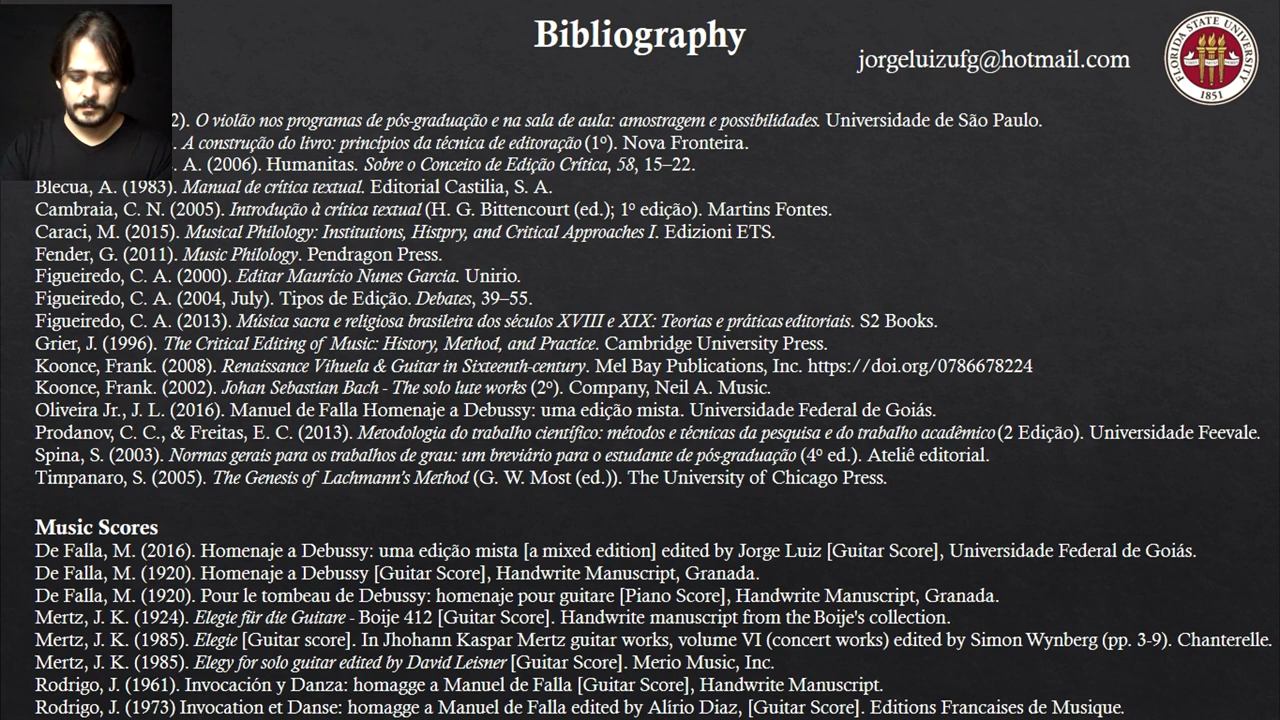 Bibliography
jorgeluizufg@hotmail.com
FLORIDA STATE UNIVERSITY
1851
2). O violão nos programas de pós-graduação e na sala de aula: amostragem e possibilidades. Universidade de São Paulo.
. A construção do livro: princípios da técnica de editoração (1º). Nova Fronteira.
. A. (2006). Humanitas. Sobre o Conceito de Edição Crítica, 58, 15–22.
Blecua, A. (1983). Manual de crítica textual. Editorial Castilia, S. A.
Cambraia, C. N. (2005). Introdução à crítica textual (H. G. Bittencourt (ed.); 1º edição). Martins Fontes.
Caraci, M. (2015). Musical Philology: Institutions, Histpry, and Critical Approaches I. Edizioni ETS.
Fender, G. (2011). Music Philology. Pendragon Press.
Figueiredo, C. A. (2000). Editar Maurício Nunes Garcia. Unirio.
Figueiredo, C. A. (2004, July). Tipos de Edição. Debates, 39–55.
Figueiredo, C. A. (2013). Música sacra e religiosa brasileira dos séculos XVIII e XIX: Teorias e práticas editoriais. S2 Books.
Grier, J. (1996). The Critical Editing of Music: History, Method, and Practice. Cambridge University Press.
Koonce, Frank. (2008). Renaissance Vihuela & Guitar in Sixteenth-century. Mel Bay Publications, Inc. https://doi.org/0786678224
Koonce, Frank. (2002). Johan Sebastian Bach - The solo lute works (2º). Company, Neil A. Music.
Oliveira Jr., J. L. (2016). Manuel de Falla Homenaje a Debussy: uma edição mista. Universidade Federal de Goiás.
Prodanov, C. C., & Freitas, E. C. (2013). Metodologia do trabalho científico: métodos e técnicas da pesquisa e do trabalho acadêmico (2 Edição). Universidade Feevale.
Spina, S. (2003). Normas gerais para os trabalhos de grau: um breviário para o estudante de pós-graduação (4º ed.). Ateliê editorial.
Timpanaro, S. (2005). The Genesis of Lachmann's Method (G. W. Most (ed.)). The University of Chicago Press.
Music Scores
De Falla, M. (2016). Homenaje a Debussy: uma edição mista [a mixed edition] edited by Jorge Luiz [Guitar Score], Universidade Federal de Goiás.
De Falla, M. (1920). Homenaje a Debussy [Guitar Score], Handwrite Manuscript, Granada.
De Falla, M. (1920). Pour le tombeau de Debussy: homenaje pour guitare [Piano Score], Handwrite Manuscript, Granada.
Mertz, J. K. (1924). Elegie für die Guitare - Boije 412 [Guitar Score]. Handwrite manuscript from the Boije's collection.
Mertz, J. K. (1985). Elegie [Guitar score]. In Jhohann Kaspar Mertz guitar works, volume VI (concert works) edited by Simon Wynberg (pp. 3-9). Chanterelle.
Mertz, J. K. (1985). Elegy for solo guitar edited by David Leisner [Guitar Score]. Merio Music, Inc.
Rodrigo, J. (1961). Invocación y Danza: homagge a Manuel de Falla [Guitar Score], Handwrite Manuscript.
Rodrigo, J. (1973) Invocation et Danse: homagge a Manuel de Falla edited by Alírio Diaz, [Guitar Score]. Editions Francaises de Musique.